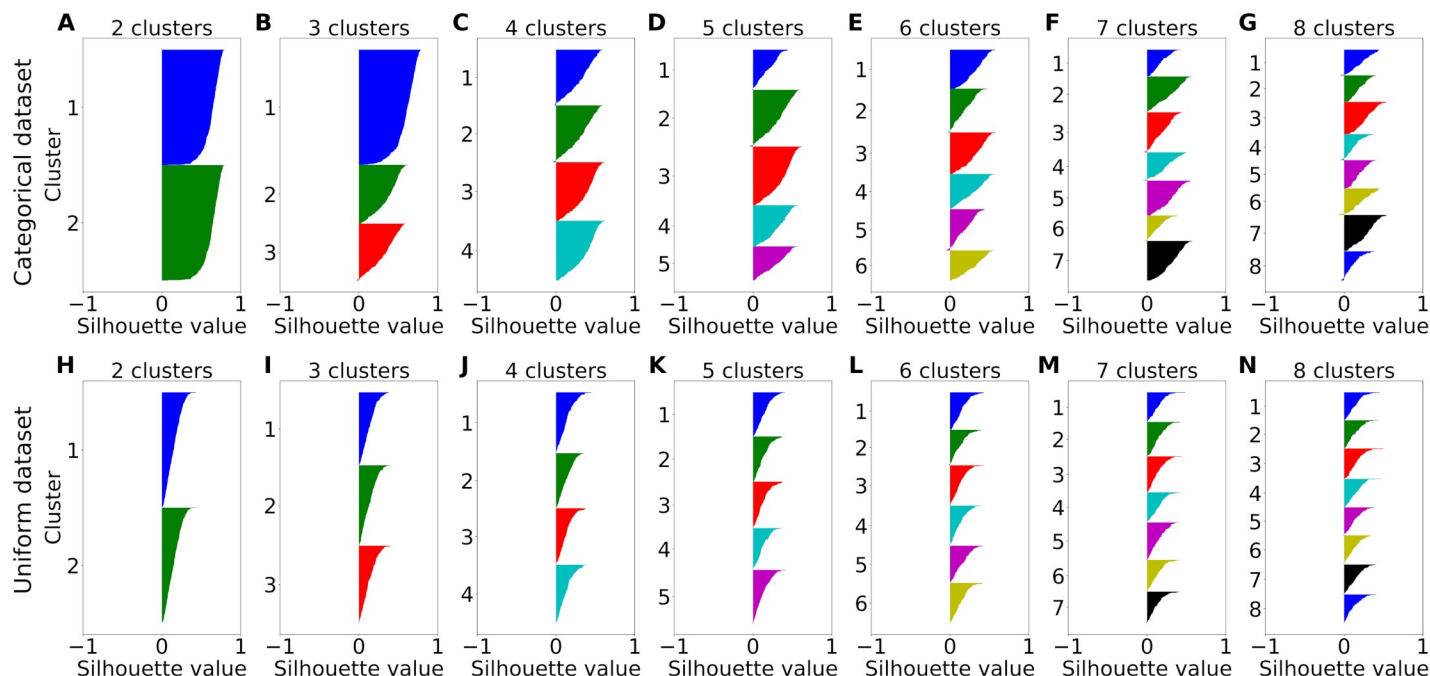 A 2 clusters B 3 clusters C 4 clusters D 5 clusters E 6 clusters F 7 clusters G 8 clusters
Categorical dataset
Cluster
1 2
1 2 3
1 2 3 4
1 2 3 4 5
1 2 3 4 5 6
1 2 3 4 5 6 7
1 2 3 4 5 6 7 8
−1 0 1 −1 0 1 −1 0 1 −1 0 1 −1 0 1 −1 0 1 −1 0 1
Silhouette value Silhouette value Silhouette value Silhouette value Silhouette value Silhouette value Silhouette value
H 2 clusters I 3 clusters J 4 clusters K 5 clusters L 6 clusters M 7 clusters N 8 clusters
Uniform dataset
Cluster
1 2
1 2 3
1 2 3 4
1 2 3 4 5
1 2 3 4 5 6
1 2 3 4 5 6 7
1 2 3 4 5 6 7 8
−1 0 1 −1 0 1 −1 0 1 −1 0 1 −1 0 1 −1 0 1 −1 0 1
Silhouette value Silhouette value Silhouette value Silhouette value Silhouette value Silhouette value Silhouette value